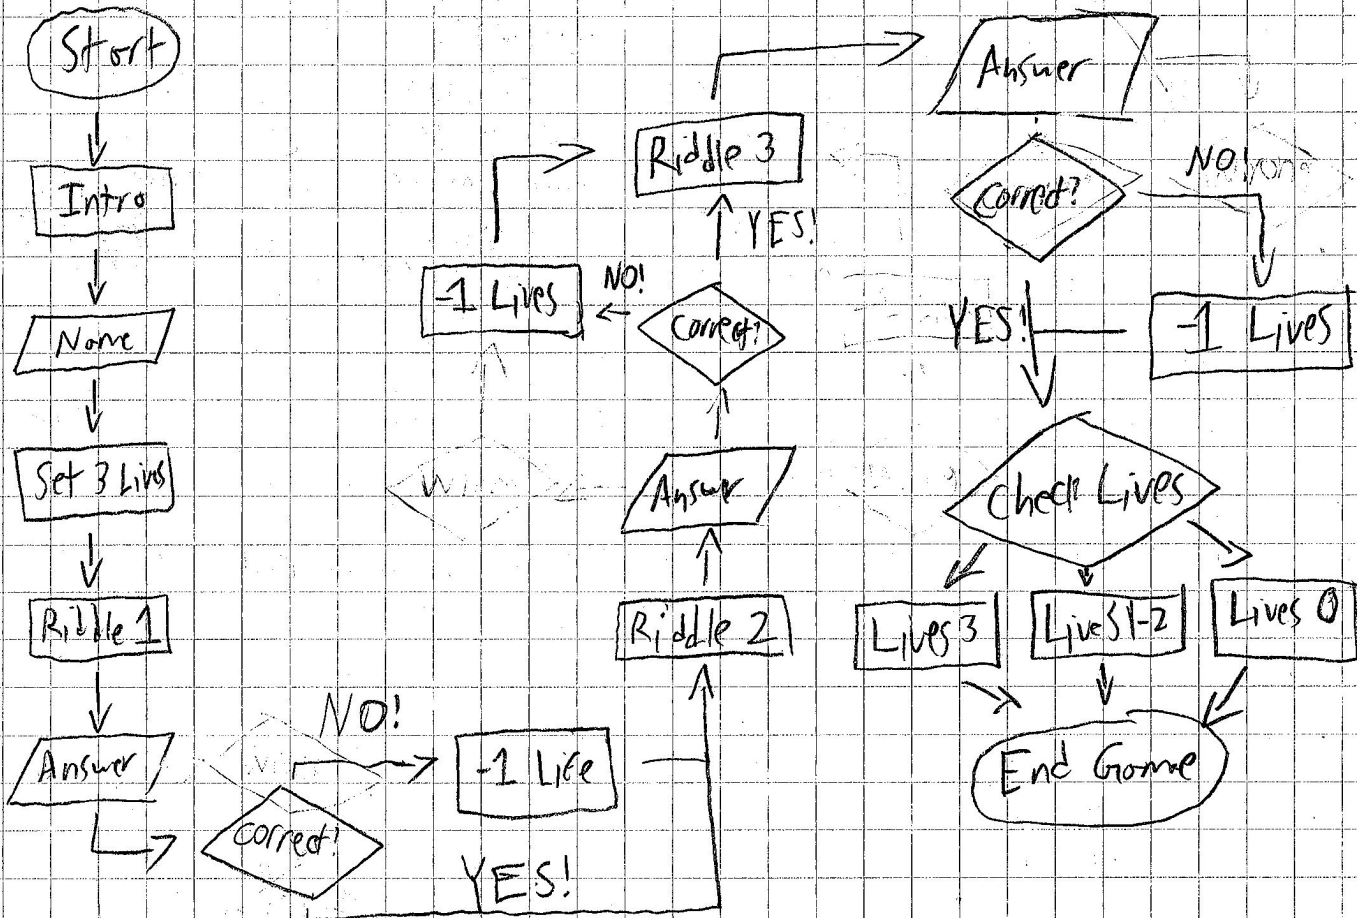 Start
Intro
Name
Set 3 Lives
Riddle 1
Answer
Correct?
NO!
-1 Life
YES!
Riddle 2
Answer
Correct?
NO!
-1 Lives
YES!
Riddle 3
Answer
Correct?
NO!
-1 Lives
YES!
Check Lives
Lives 3
Lives 1-2
Lives 0
End Game